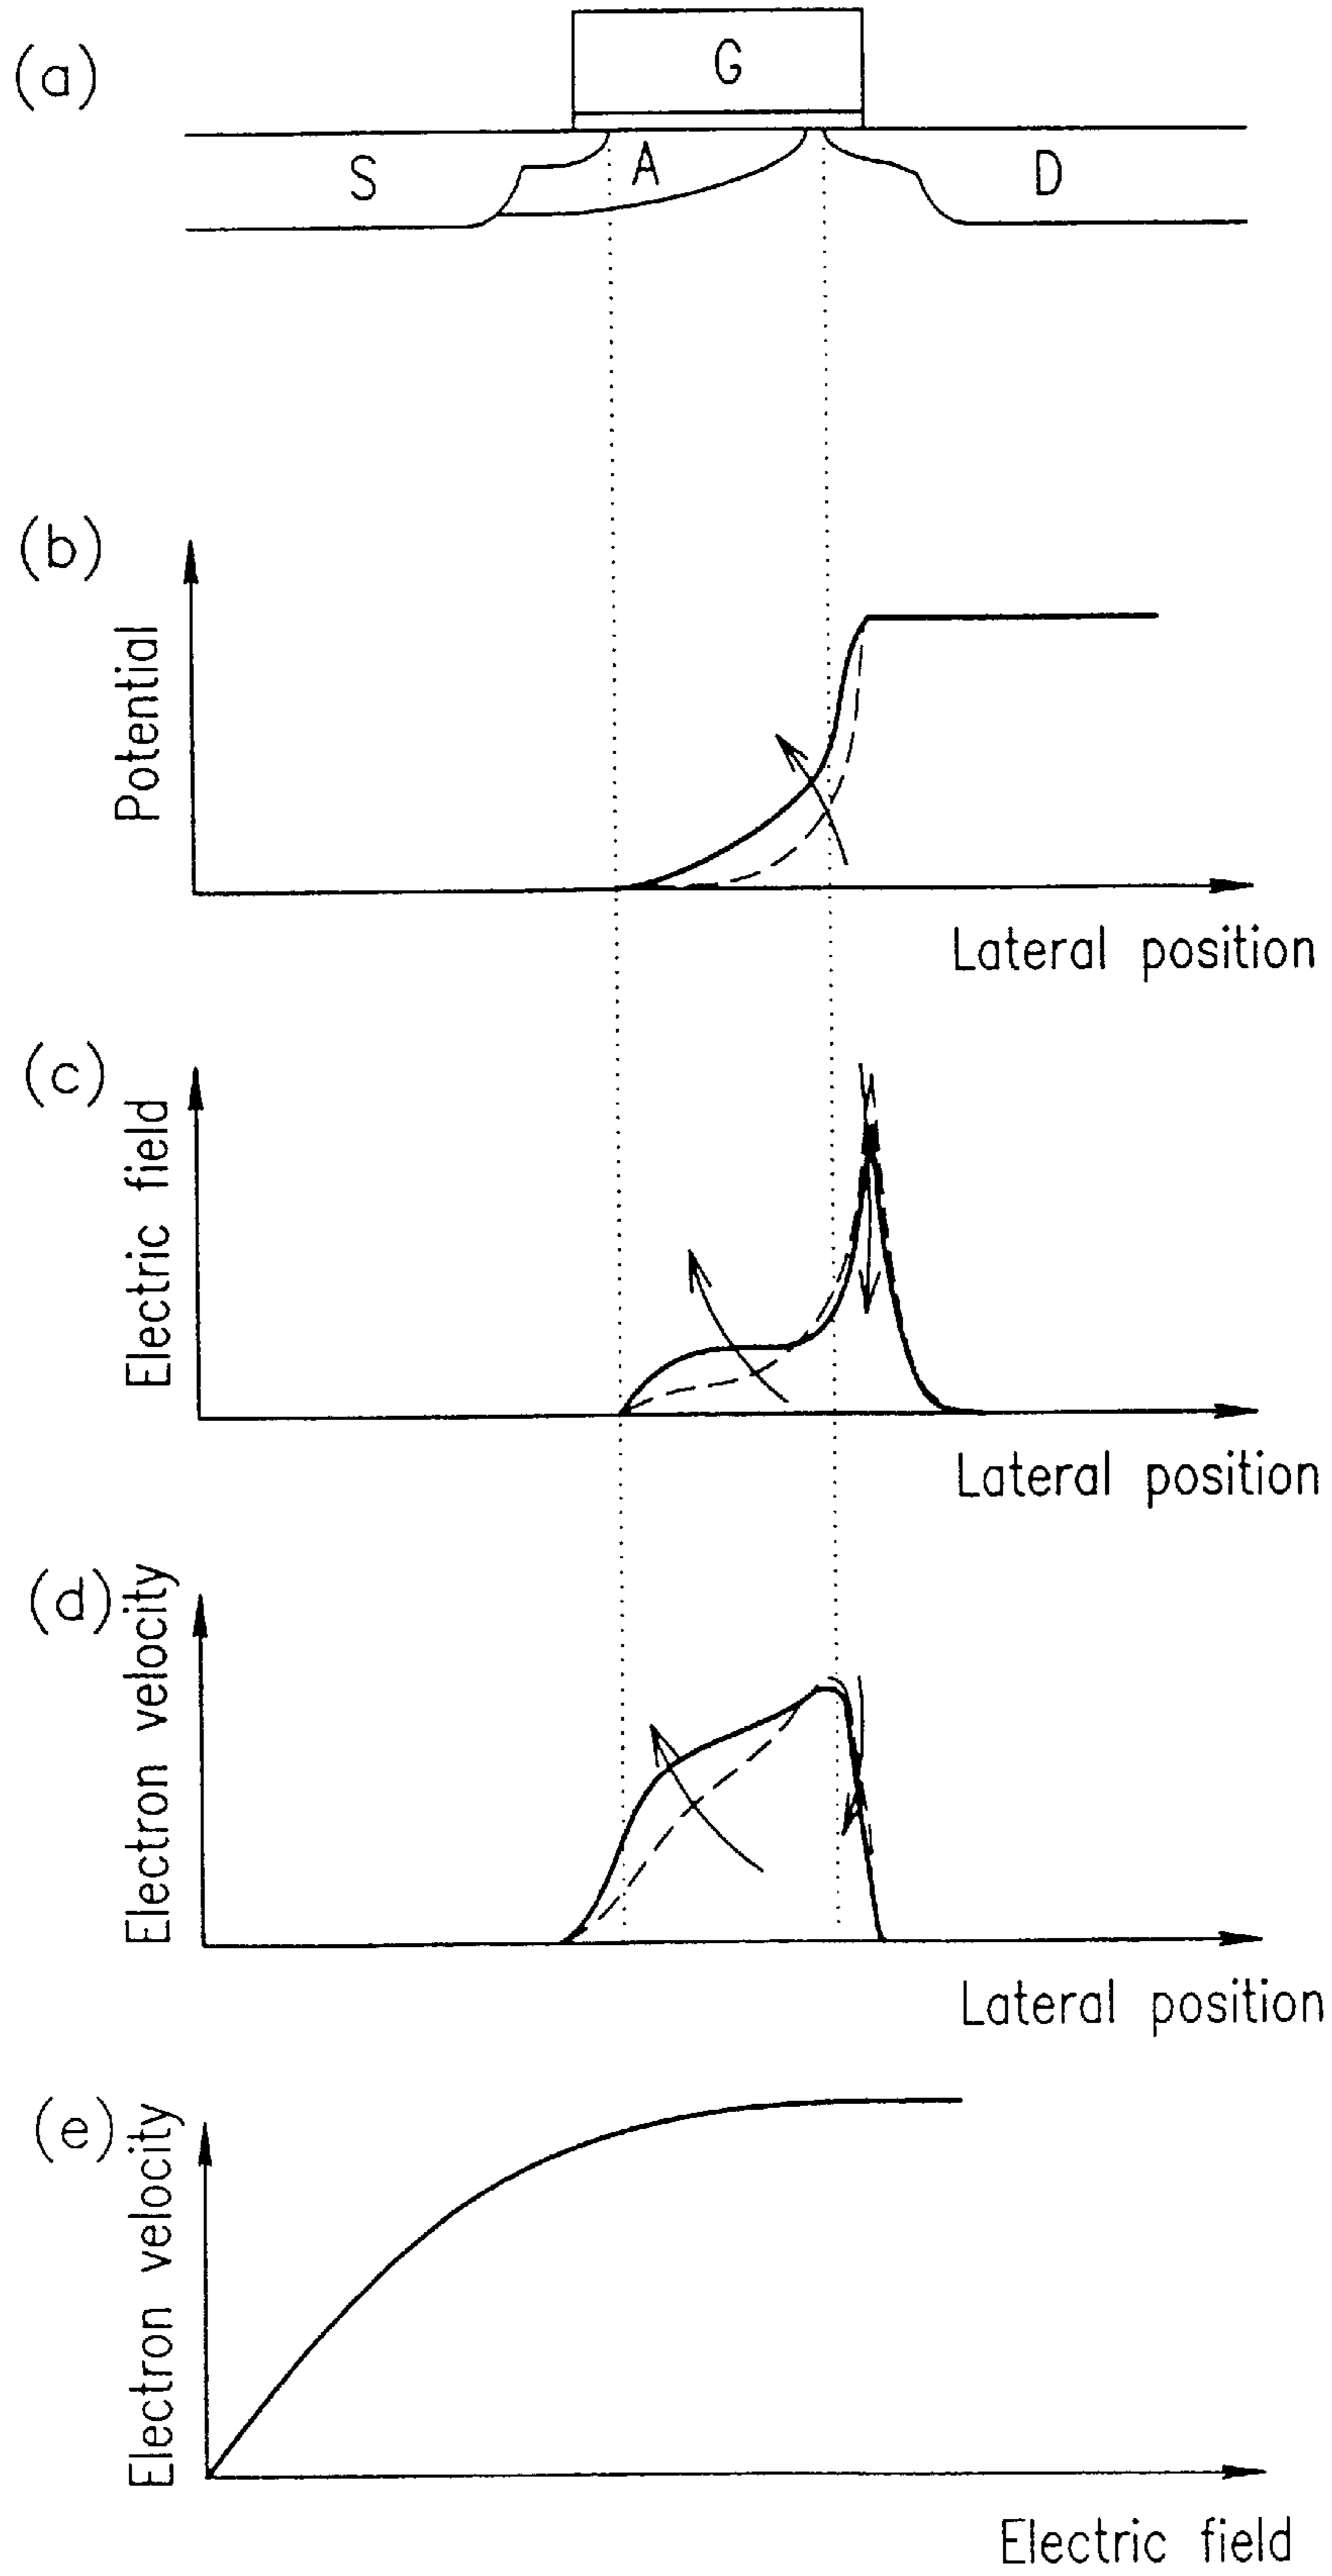 (a)
G
S
A
D
(b)
Potential
Lateral position
(c)
Electric field
Lateral position
(d)
Electron velocity
Lateral position
(e)
Electron velocity
Electric field